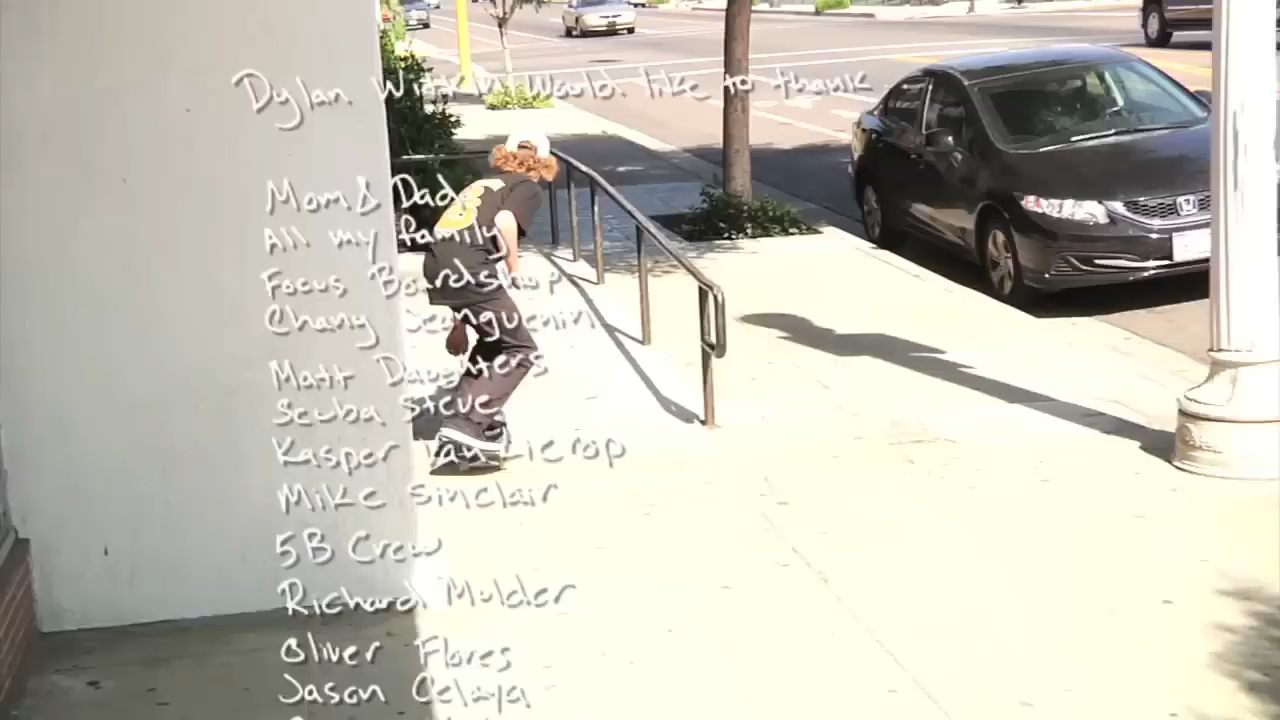 Dylan Witkin Would like to thank
Mom & Dad
All my family
Focus Boardshop
Chany Jeanguenin
Matt Daughters
Scuba Steve
Kasper Van Lierop
Mike Sinclair
5B Crew
Richard Mulder
Oliver Flores
Jason Celaya